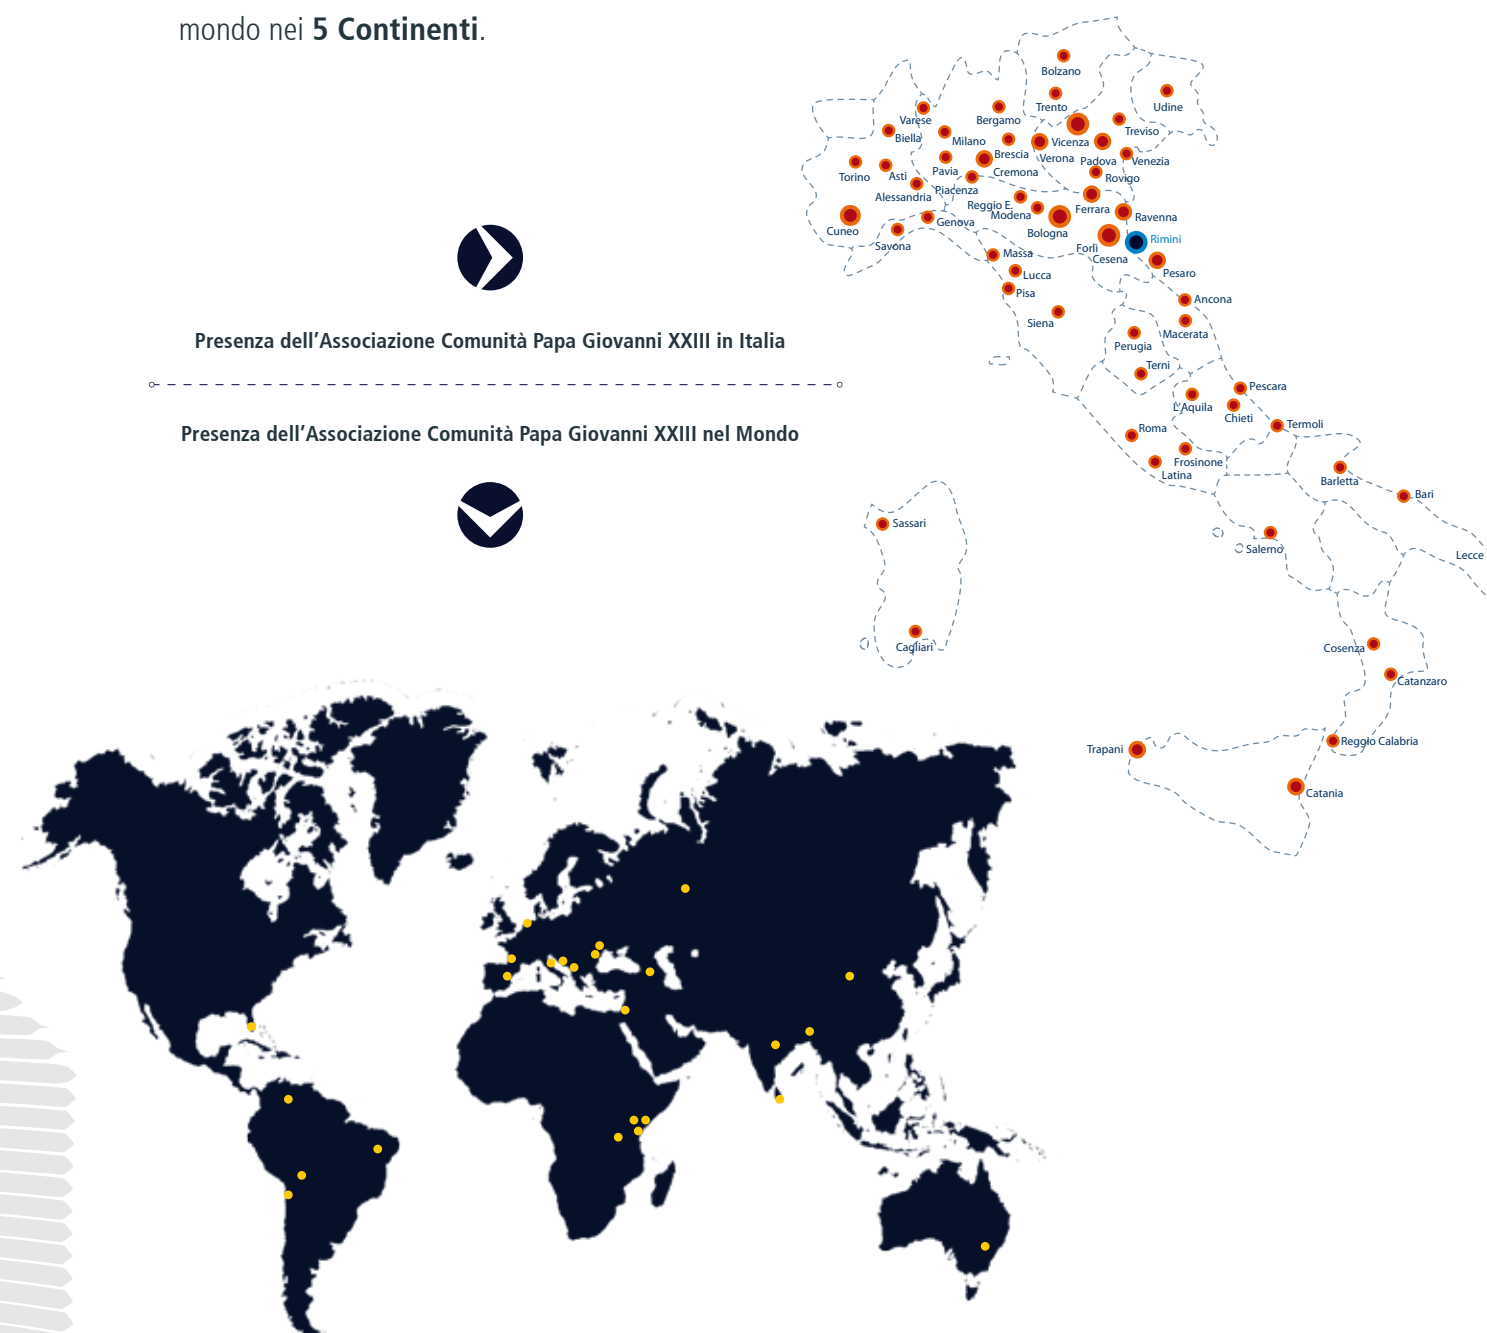 mondo nei 5 Continenti.
Presenza dell’Associazione Comunità Papa Giovanni XXIII in Italia
Presenza dell’Associazione Comunità Papa Giovanni XXIII nel Mondo
Bolzano
Trento
Udine
Varese
Bergamo
Treviso
Biella
Milano
Vicenza
Brescia
Verona
Padova
Venezia
Torino
Asti
Pavia
Cremona
Rovigo
Alessandria
Piacenza
Reggio E.
Modena
Ferrara
Ravenna
Cuneo
Genova
Bologna
Savona
Forlì
Cesena
Rimini
Massa
Lucca
Pesaro
Pisa
Ancona
Siena
Macerata
Perugia
Terni
Pescara
L'Aquila
Chieti
Roma
Termoli
Frosinone
Latina
Barletta
Bari
Sassari
Salerno
Lecce
Cagliari
Cosenza
Catanzaro
Trapani
Reggio Calabria
Catania